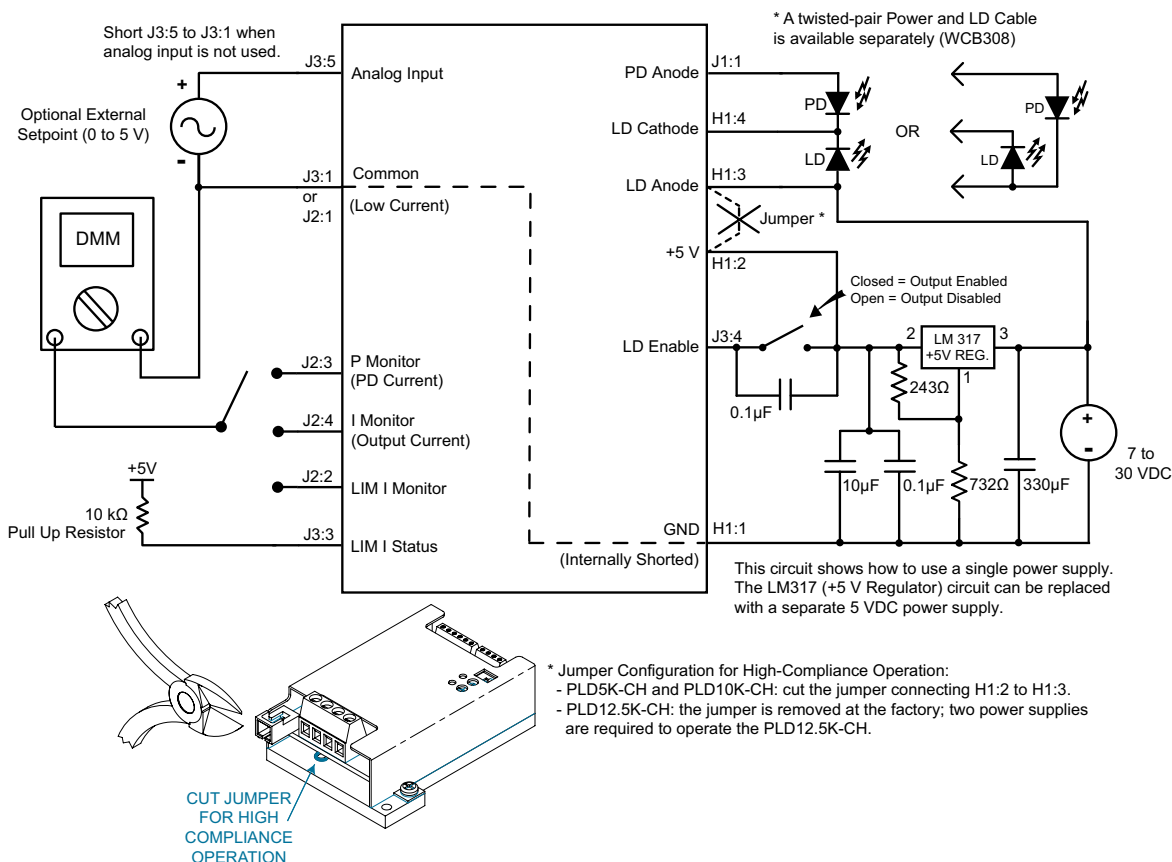 Short J3:5 to J3:1 when
analog input is not used.
* A twisted-pair Power and LD Cable
is available separately (WCB308)
J3:5
Analog Input
PD Anode
J1:1
+
Optional External
Setpoint (0 to 5 V)
-
PD
PD
LD Cathode
H1:4
OR
LD
LD
J3:1
or
J2:1
Common
(Low Current)
LD Anode
H1:3
Jumper *
DMM
+5 V
H1:2
Closed = Output Enabled
Open = Output Disabled
LD Enable
J3:4
2
LM 317
+5V REG.
3
1
J2:3
P Monitor
(PD Current)
243Ω
0.1µF
+
-
7 to
30 VDC
J2:4
I Monitor
(Output Current)
+5V
J2:2
LIM I Monitor
10µF
0.1µF
732Ω
330µF
10 kΩ
Pull Up Resistor
J3:3
LIM I Status
GND
H1:1
(Internally Shorted)
This circuit shows how to use a single power supply.
The LM317 (+5 V Regulator) circuit can be replaced
with a separate 5 VDC power supply.
* Jumper Configuration for High-Compliance Operation:
- PLD5K-CH and PLD10K-CH: cut the jumper connecting H1:2 to H1:3.
- PLD12.5K-CH: the jumper is removed at the factory; two power supplies
are required to operate the PLD12.5K-CH.
CUT JUMPER
FOR HIGH
COMPLIANCE
OPERATION